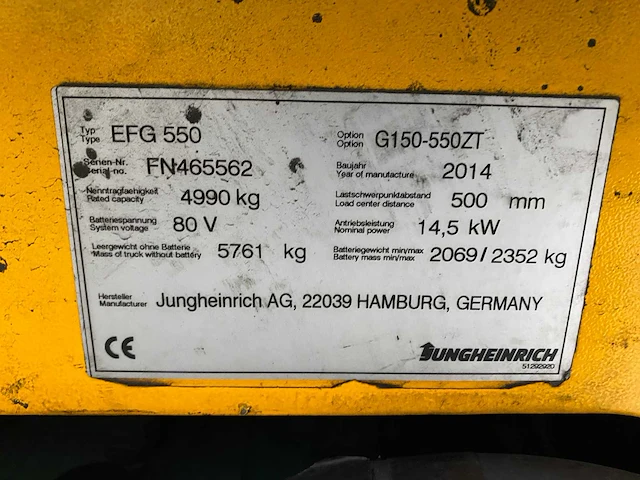 Typ EFG 550 Option G150-550ZT
Type Option
Serien-Nr. FN465562 Baujahr 2014
Serial-no. Year of manufacture
Nenntragfaehigkeit 4990 kg Lastschwerpunktabstand 500 mm
Rated capacity Load center distance
Batteriespannung 80 V Antriebsleistung 14,5 kW
System voltage Nominal power
Leergewicht ohne Batterie 5761 kg Batteriegewicht min/max 2069/2352 kg
Mass of truck without battery Battery mass min/max
Hersteller Jungheinrich AG, 22039 HAMBURG, GERMANY
Manufacturer
CE JUNGHEINRICH
51292920